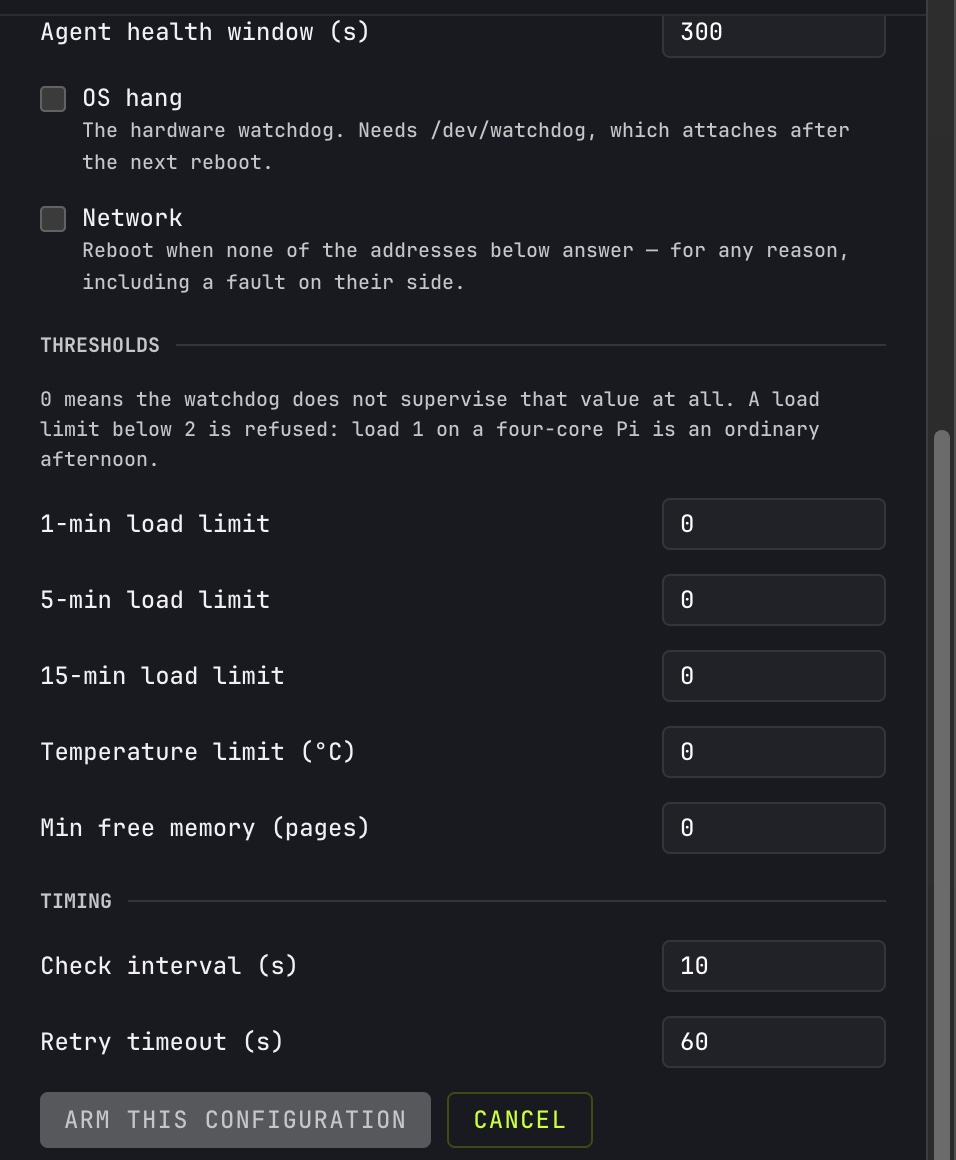 Agent health window (s)
300
OS hang
The hardware watchdog. Needs /dev/watchdog, which attaches after
the next reboot.
Network
Reboot when none of the addresses below answer — for any reason,
including a fault on their side.
THRESHOLDS
0 means the watchdog does not supervise that value at all. A load
limit below 2 is refused: load 1 on a four-core Pi is an ordinary
afternoon.
1-min load limit
0
5-min load limit
0
15-min load limit
0
Temperature limit (°C)
0
Min free memory (pages)
0
TIMING
Check interval (s)
10
Retry timeout (s)
60
ARM THIS CONFIGURATION
CANCEL